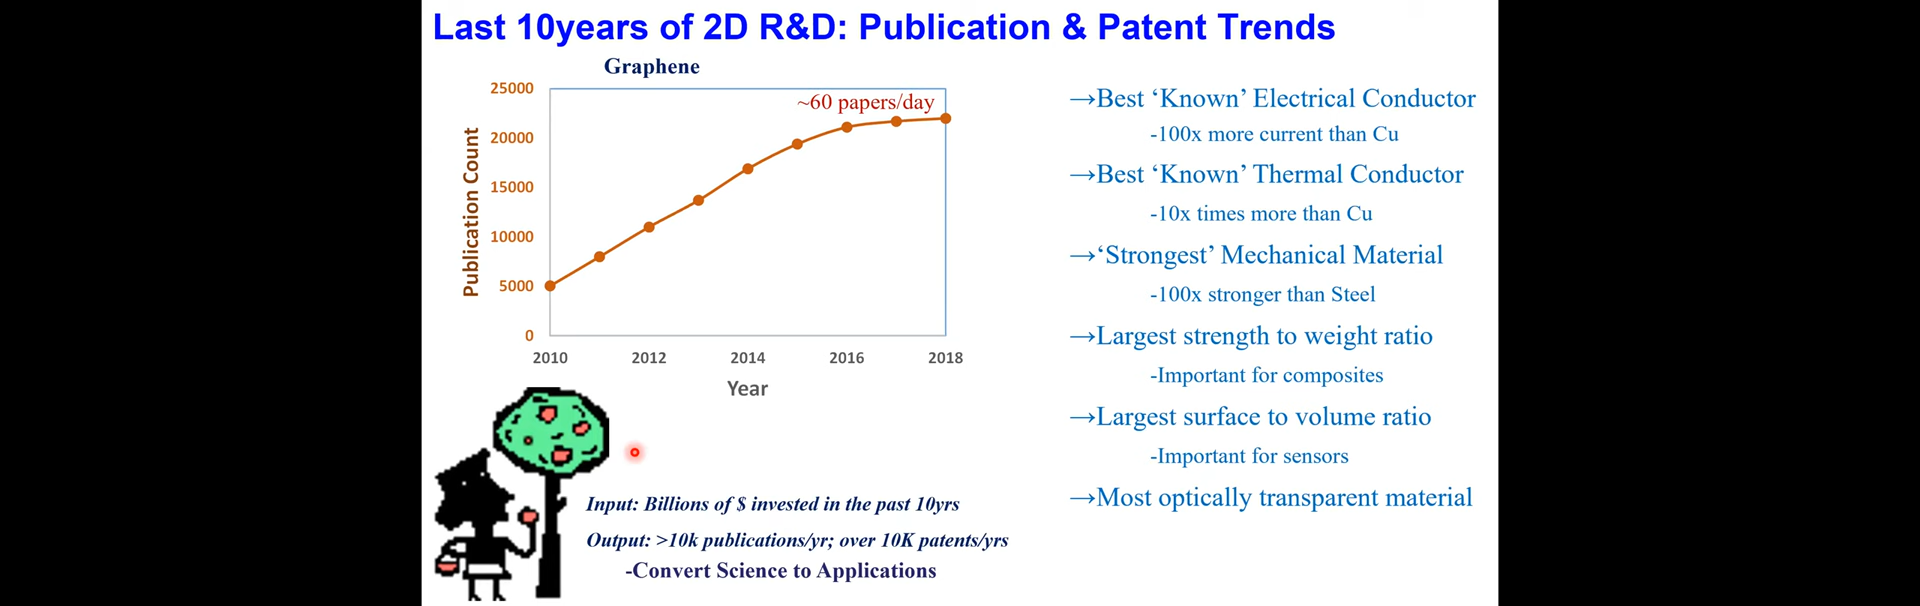 Last 10years of 2D R&D: Publication & Patent Trends
Graphene
~60 papers/day
Publication Count
25000
20000
15000
10000
5000
0
2010 2012 2014 2016 2018
Year
→Best ‘Known’ Electrical Conductor
-100x more current than Cu
→Best ‘Known’ Thermal Conductor
-10x times more than Cu
→‘Strongest’ Mechanical Material
-100x stronger than Steel
→Largest strength to weight ratio
-Important for composites
→Largest surface to volume ratio
-Important for sensors
→Most optically transparent material
Input: Billions of $ invested in the past 10yrs
Output: >10k publications/yr; over 10K patents/yrs
-Convert Science to Applications